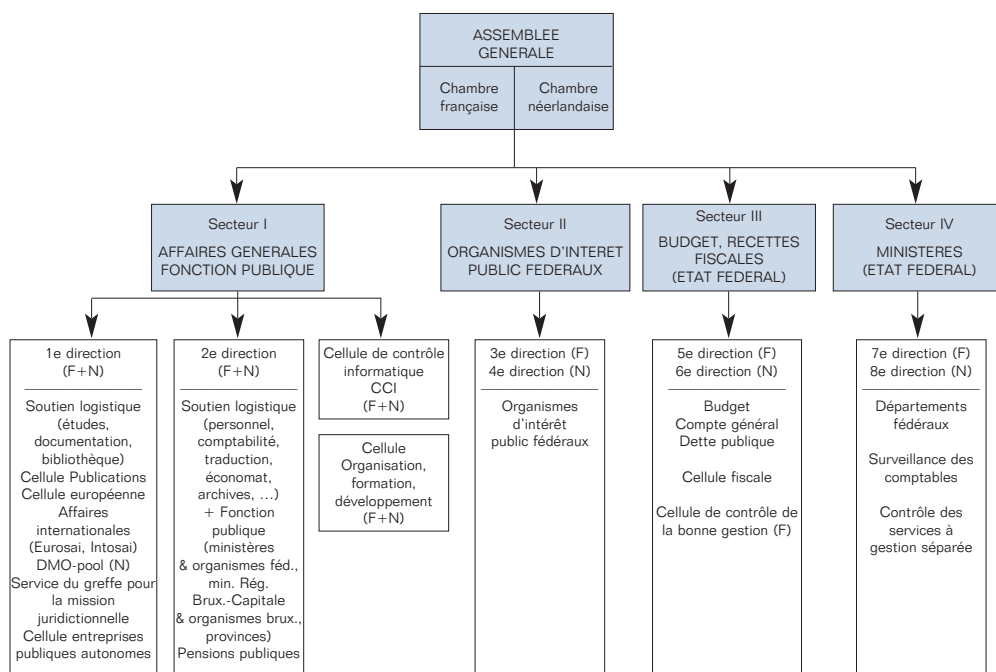 ASSEMBLEE
GENERALE
Chambre
française
Chambre
néerlandaise
Secteur I
AFFAIRES GENERALES
FONCTION PUBLIQUE
Secteur II
ORGANISMES D'INTERET
PUBLIC FEDERAUX
Secteur III
BUDGET, RECETTES
FISCALES
(ETAT FEDERAL)
Secteur IV
MINISTERES
(ETAT FEDERAL)
1e direction
(F+N)
Soutien logistique
(études,
documentation,
bibliothèque)
Cellule Publications
Cellule européenne
Affaires
internationales
(Eurosai, Intosai)
DMO-pool (N)
Service du greffe pour
la mission
juridictionnelle
Cellule entreprises
publiques autonomes
2e direction
(F+N)
Soutien logistique
(personnel,
comptabilité,
traduction,
économat,
archives, …)
+ Fonction
publique
(ministères
& organismes féd.,
min. Rég.
Brux.-Capitale
& organismes brux.,
provinces)
Pensions publiques
Cellule de contrôle
informatique
CCI
(F+N)
Cellule
Organisation,
formation,
développement
(F+N)
3e direction (F)
4e direction (N)
Organismes
d'intérêt
public fédéraux
5e direction (F)
6e direction (N)
Budget
Compte général
Dette publique
Cellule fiscale
Cellule de contrôle de
la bonne gestion (F)
7e direction (F)
8e direction (N)
Départements
fédéraux
Surveillance des
comptables
Contrôle des
services à
gestion séparée